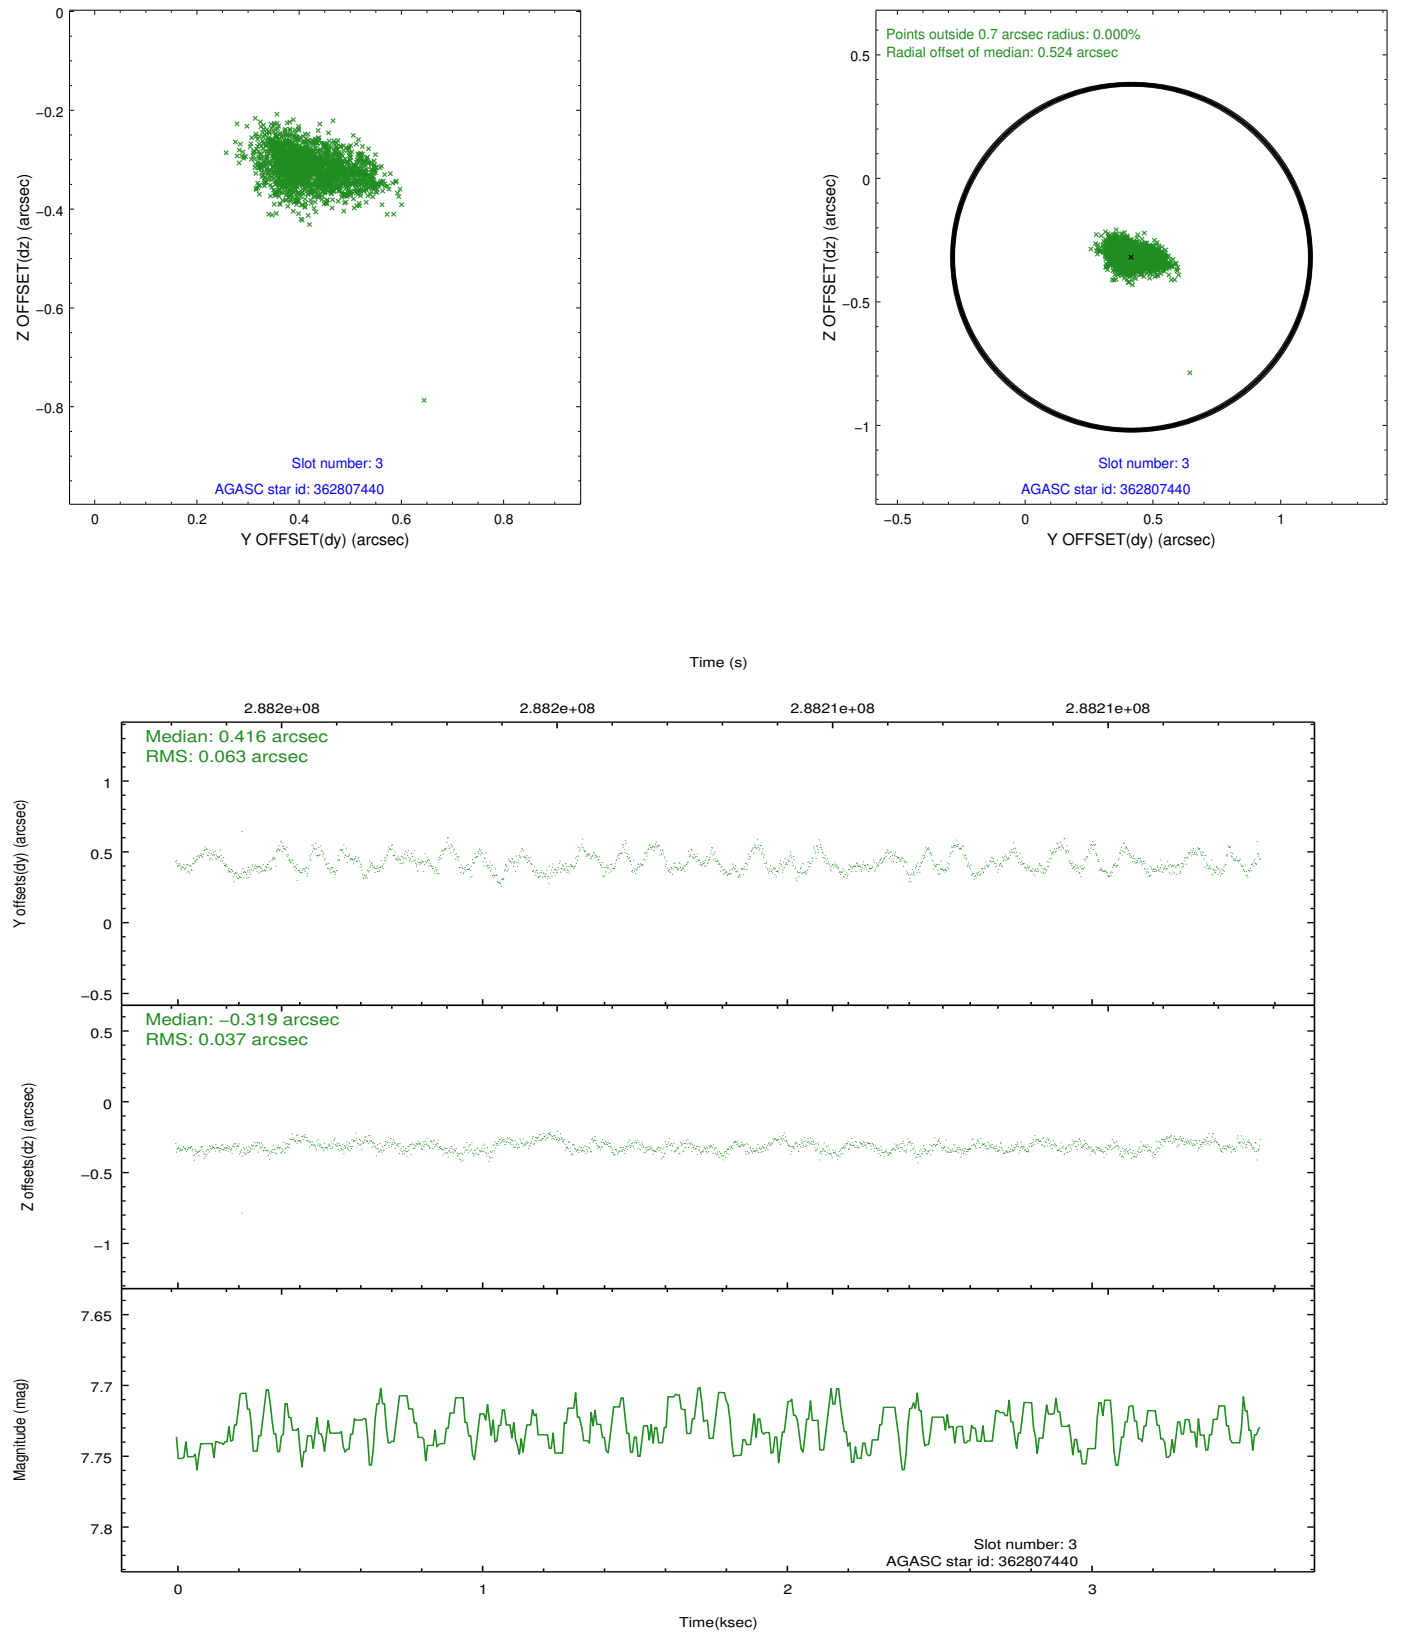 0
−0.2
−0.4
−0.6
−0.8
Z OFFSET(dz) (arcsec)
Slot number: 3
AGASC star id: 362807440
0 0.2 0.4 0.6 0.8
Y OFFSET(dy) (arcsec)
Points outside 0.7 arcsec radius: 0.000%
Radial offset of median: 0.524 arcsec
0.5
0
−0.5
−1
Z OFFSET(dz) (arcsec)
Slot number: 3
AGASC star id: 362807440
−0.5 0 0.5 1
Y OFFSET(dy) (arcsec)
Time (s)
2.882e+08 2.882e+08 2.8821e+08 2.8821e+08
Median: 0.416 arcsec
RMS: 0.063 arcsec
1
0.5
0
−0.5
Y offsets(dy) (arcsec)
Median: −0.319 arcsec
RMS: 0.037 arcsec
0.5
0
−0.5
−1
Z offsets(dz) (arcsec)
7.65
7.7
7.75
7.8
Magnitude (mag)
Slot number: 3
AGASC star id: 362807440
0 1 2 3
Time(ksec)